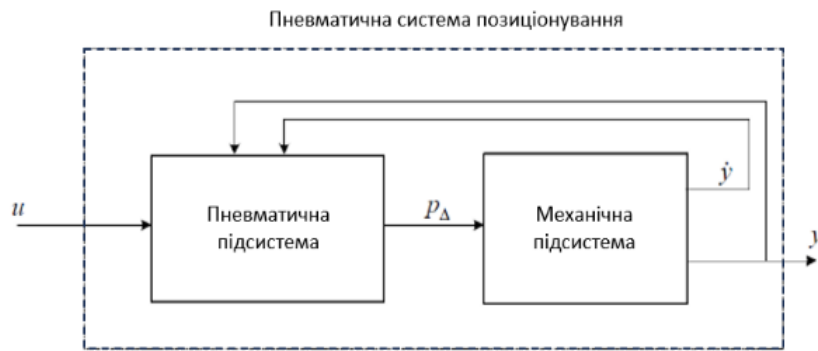 Пневматична система позиціонування
u
Пневматична
підсистема
p_Δ
Механічна
підсистема
ẏ
y